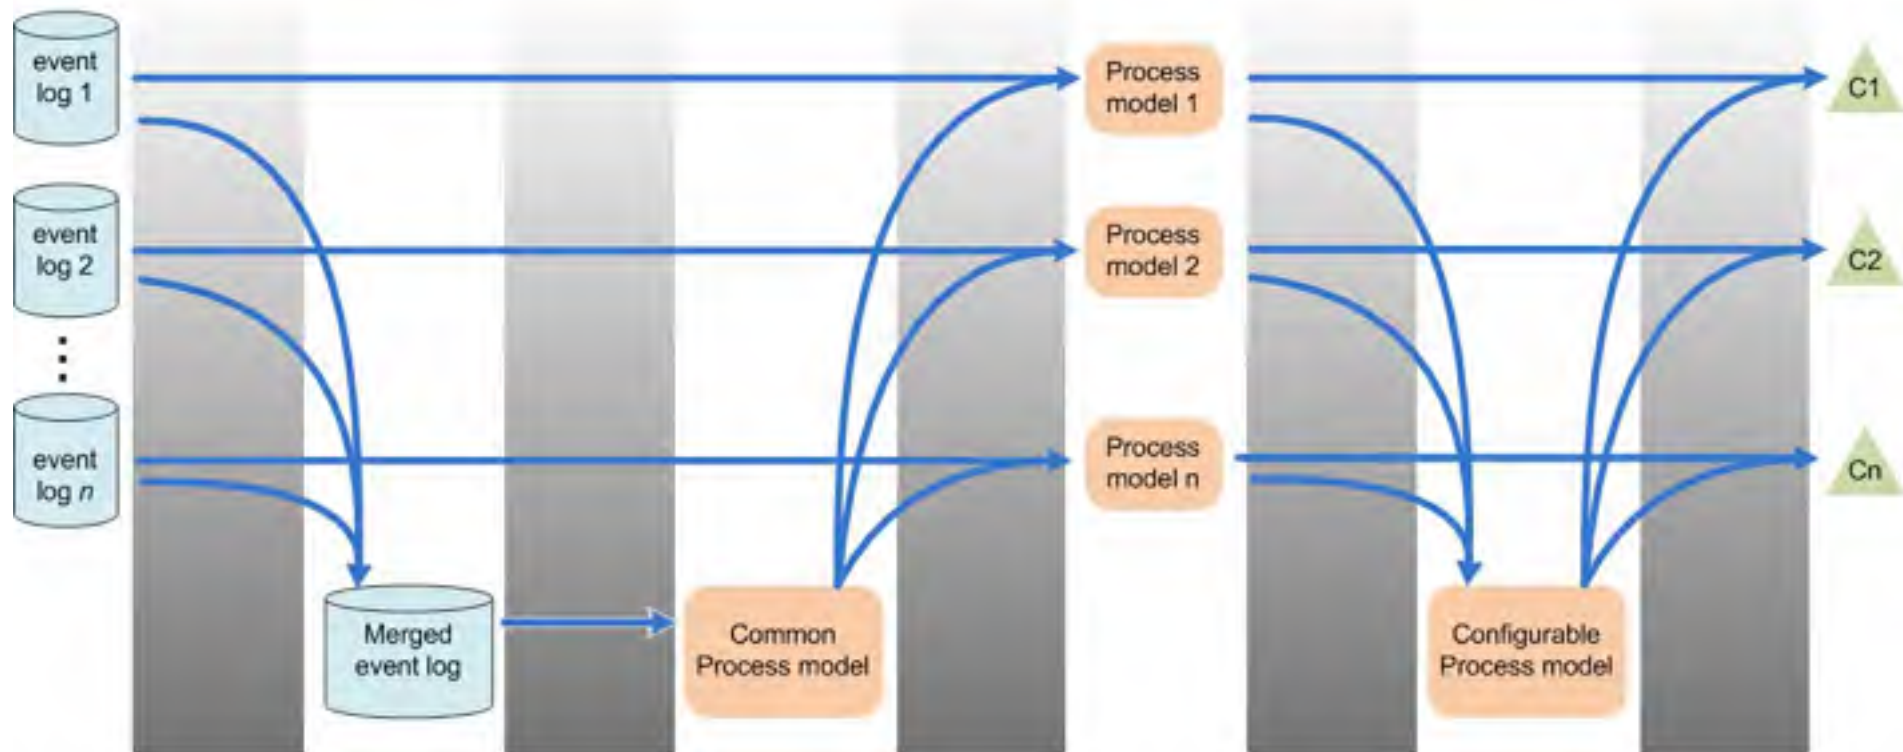 event
log 1
event
log 2
event
log n
Merged
event log
Common
Process model
Process
model 1
Process
model 2
Process
model n
Configurable
Process model
C1
C2
Cn